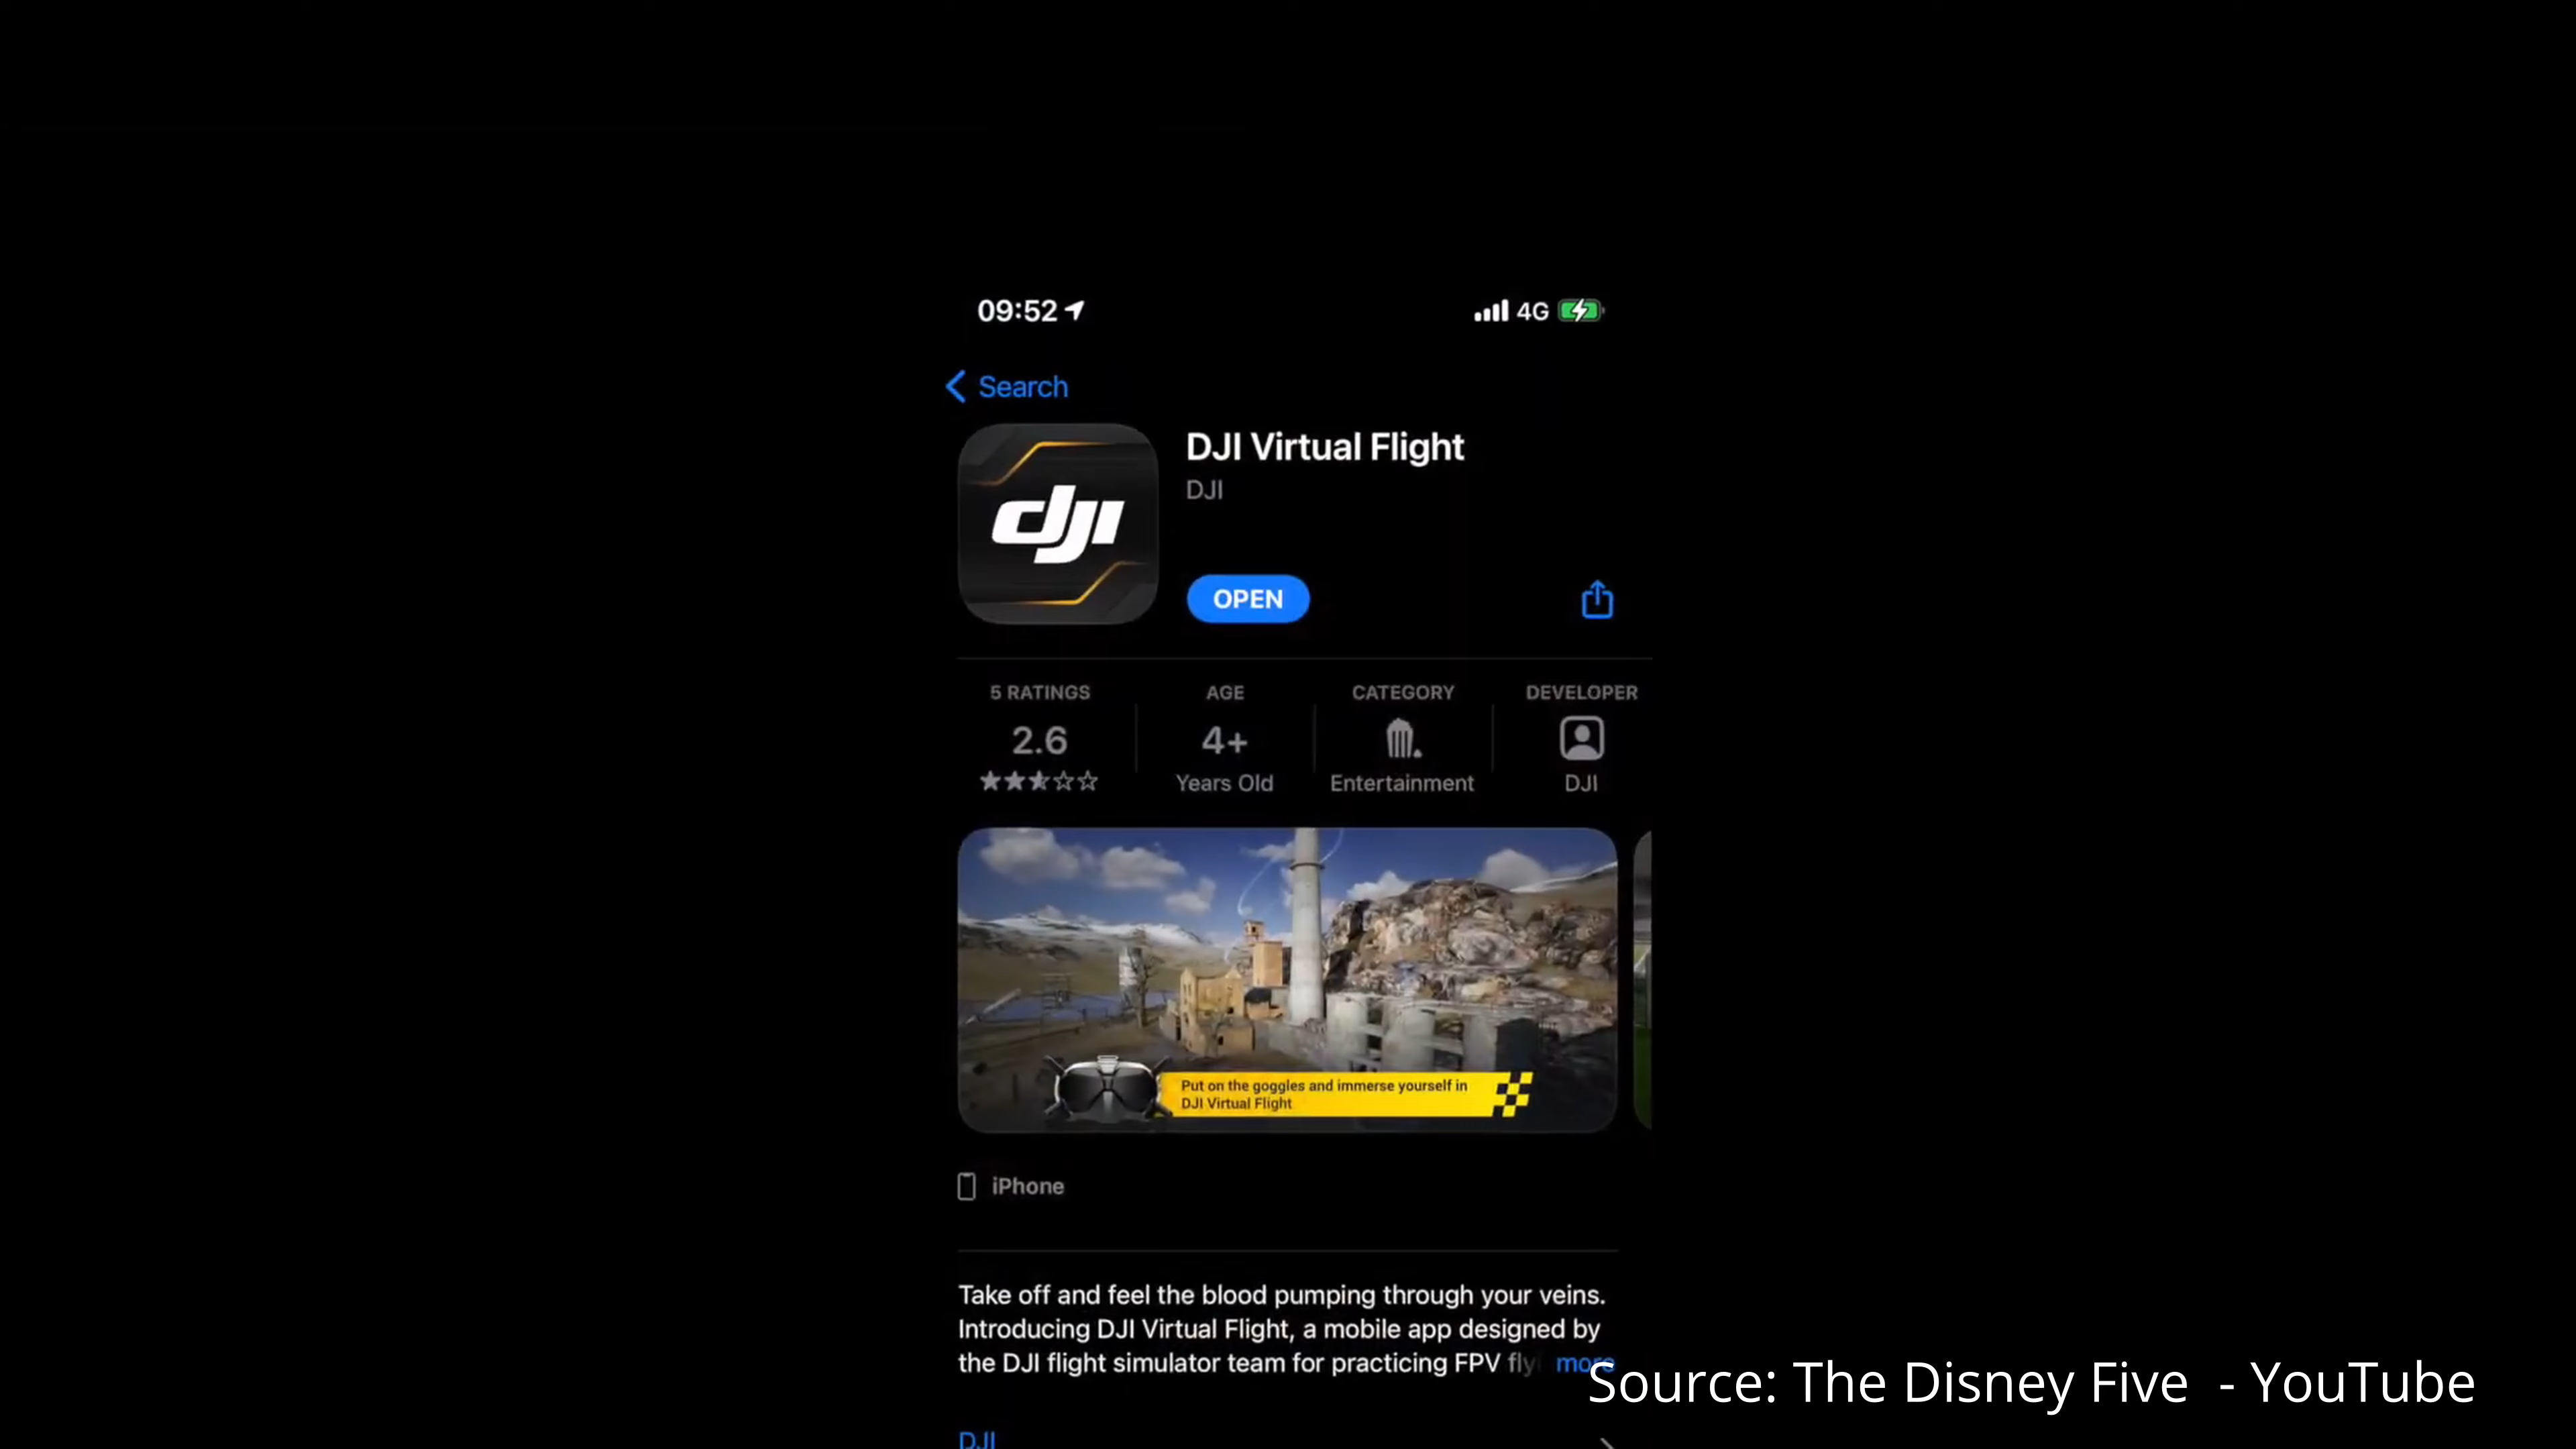 09:52
4G
Search
dji
DJI Virtual Flight
DJI
OPEN
5 RATINGS
AGE
CATEGORY
DEVELOPER
2.6
4+
Years Old
Entertainment
DJI
Put on the goggles and immerse yourself in
DJI Virtual Flight
iPhone
Take off and feel the blood pumping through your veins.
Introducing DJI Virtual Flight, a mobile app designed by
the DJI flight simulator team for practicing FPV more
Source: The Disney Five - YouTube
DJI